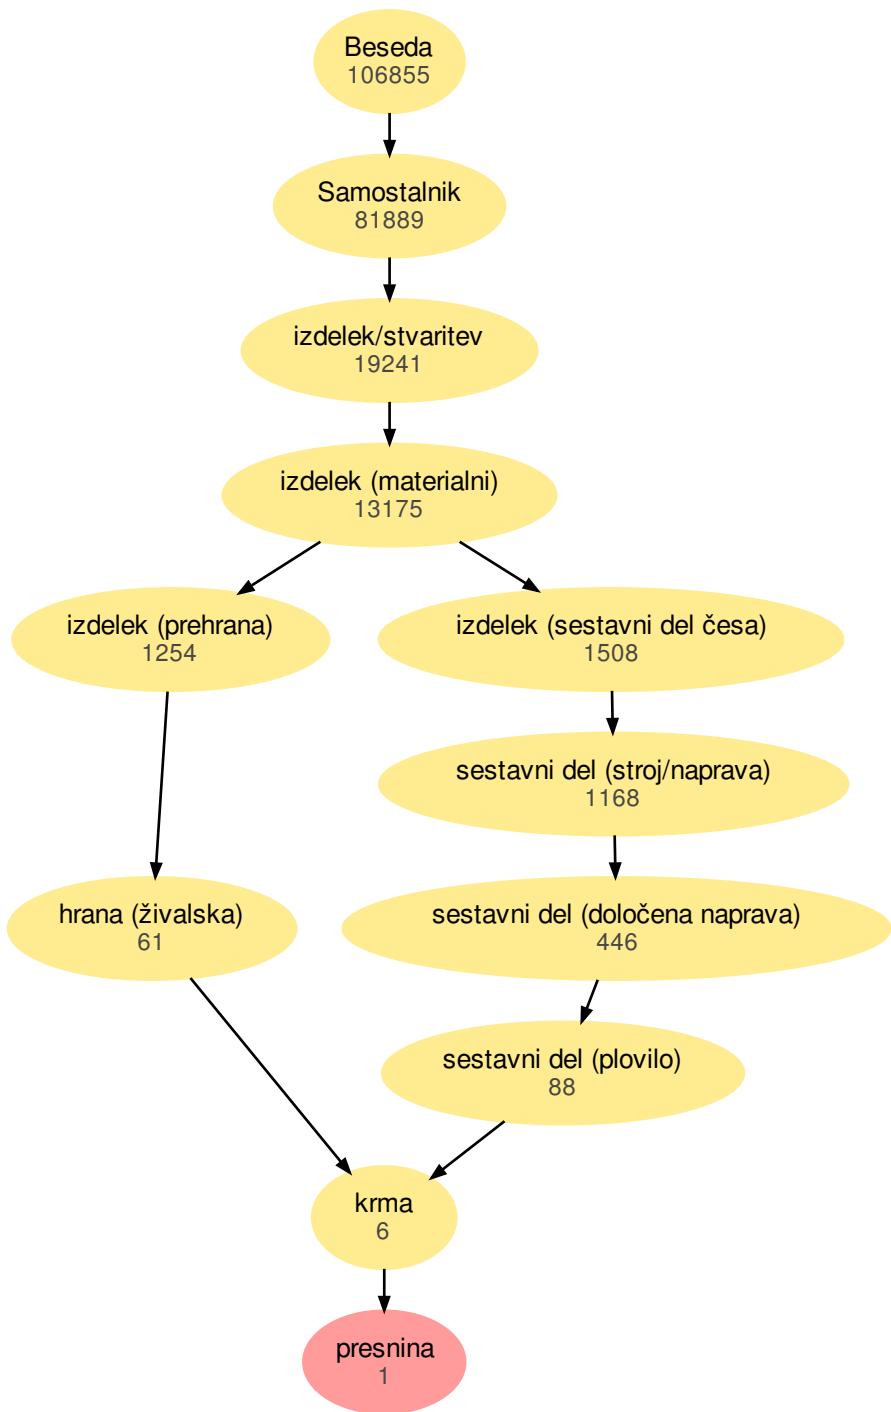 Beseda
106855
Samostalnik
81889
izdelek/stvaritev
19241
izdelek (materialni)
13175
izdelek (prehrana)
1254
izdelek (sestavni del česa)
1508
sestavni del (stroj/naprava)
1168
hrana (živalska)
61
sestavni del (določena naprava)
446
sestavni del (plovilo)
88
krma
6
presnina
1